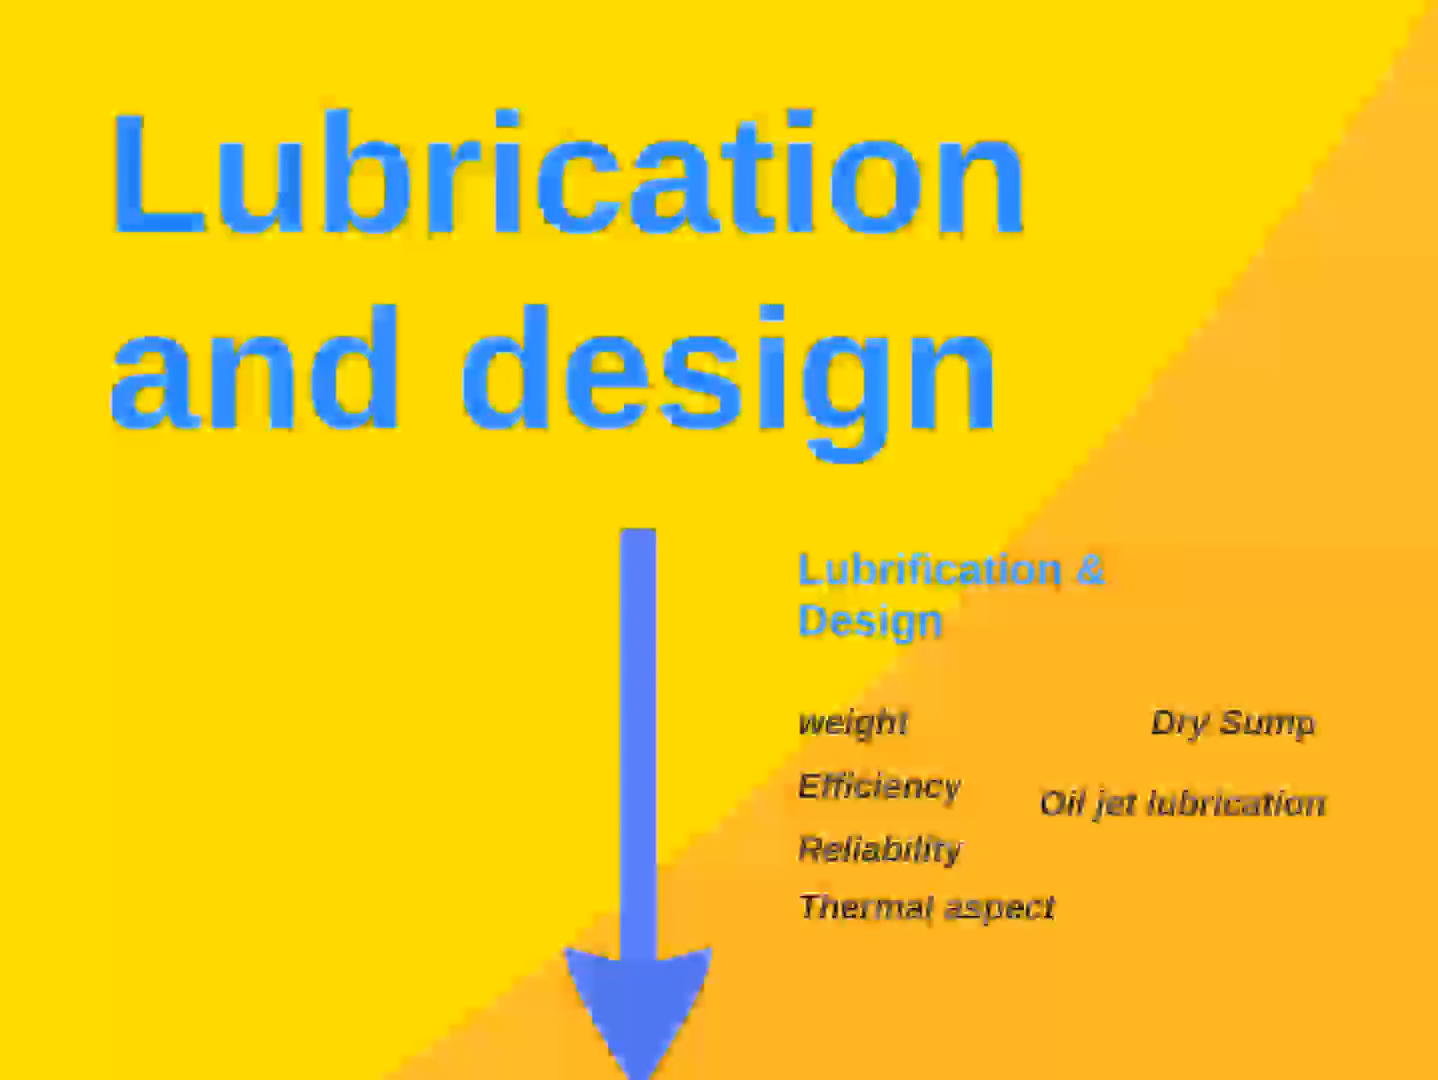 Lubrication
and design
Lubrification &
Design
weight
Dry Sump
Efficiency
Oil jet lubrication
Reliability
Thermal aspect